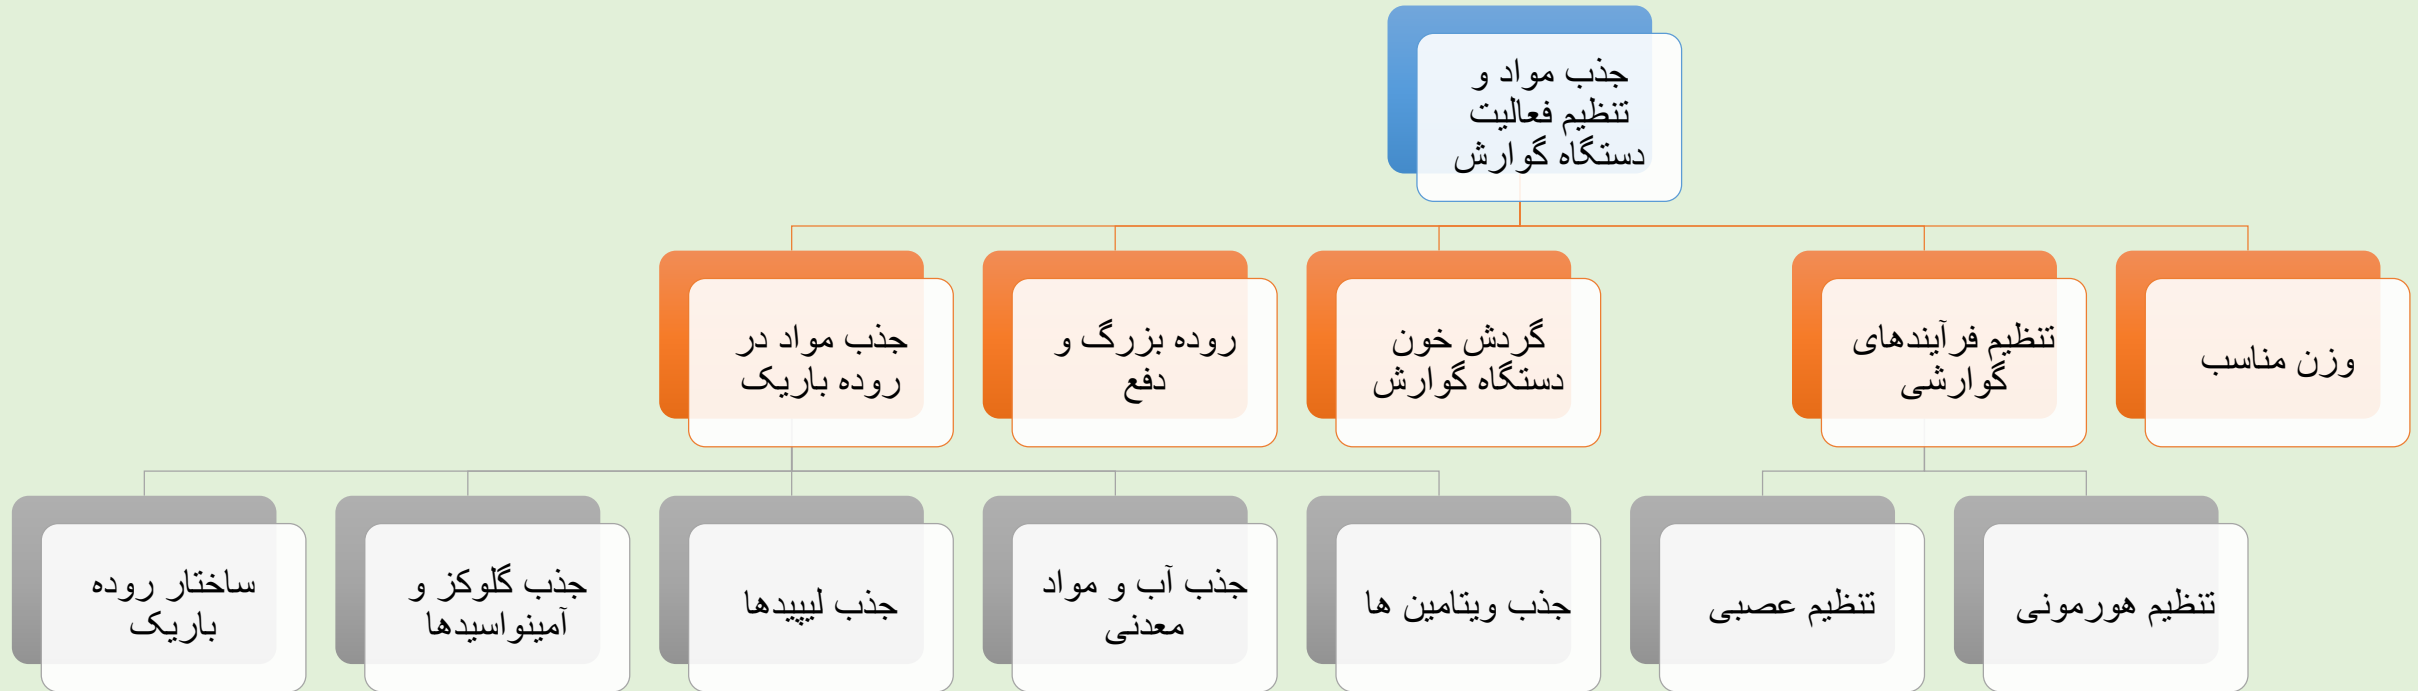 جذب مواد و
تنظیم فعالیت
دستگاه گوارش
وزن مناسب
تنظیم فرآیندهای
گوارشی
گردش خون
دستگاه گوارش
روده بزرگ و
دفع
جذب مواد در
روده باریک
تنظیم هورمونی
تنظیم عصبی
جذب ویتامین ها
جذب آب و مواد
معدنی
جذب لیپیدها
جذب گلوکز و
آمینواسیدها
ساختار روده
باریک